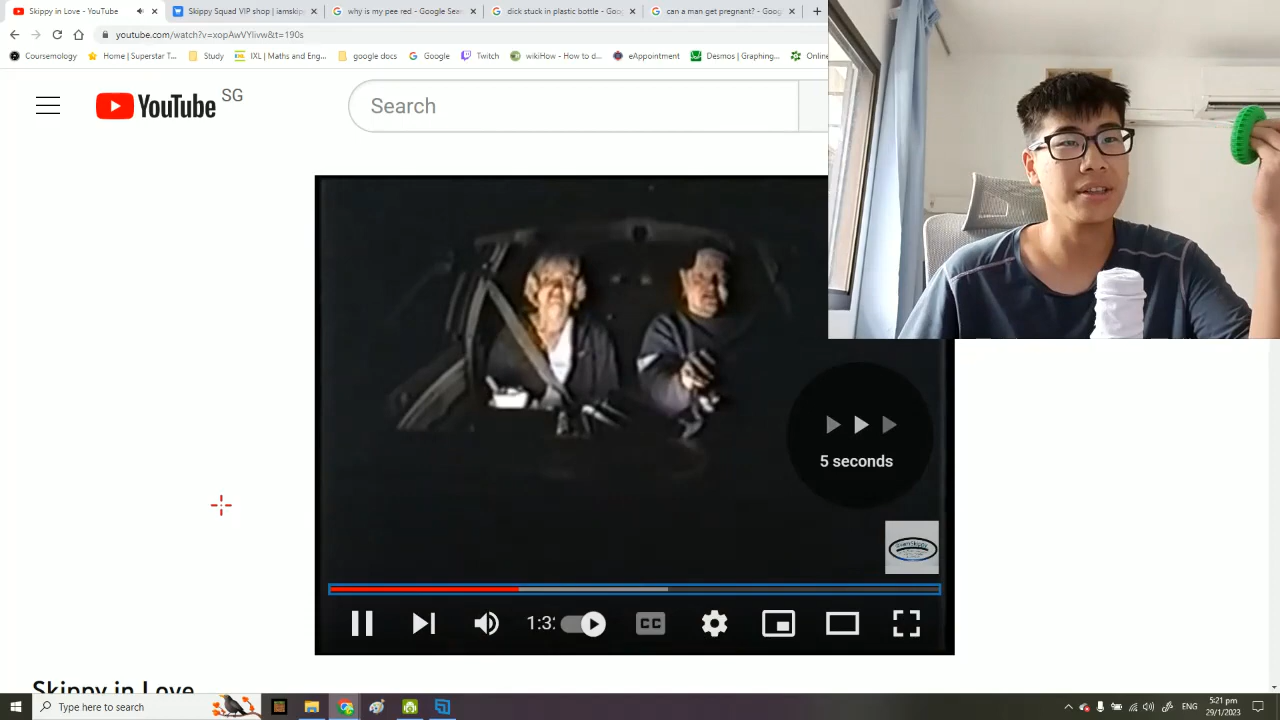 Skippy in Love - YouTube
Skippy Squad VIP shop | iamskip
why is my pee red - Google Sea
dick stuck in plastic bottle - Goo
can a man get pregnant? - Goog
youtube.com/watch?v=xopAwVYlivw&t=190s
Coursemology
Home | Superstar T...
Study
IXL | Maths and Eng...
google docs
Google
Twitch
wikiHow - How to d...
eAppointment
Desmos | Graphing...
Onlin
YouTube SG
Search
5 seconds
1:3
CC
Skippy in Love
Type here to search
ENG
5:21 pm
29/1/2023